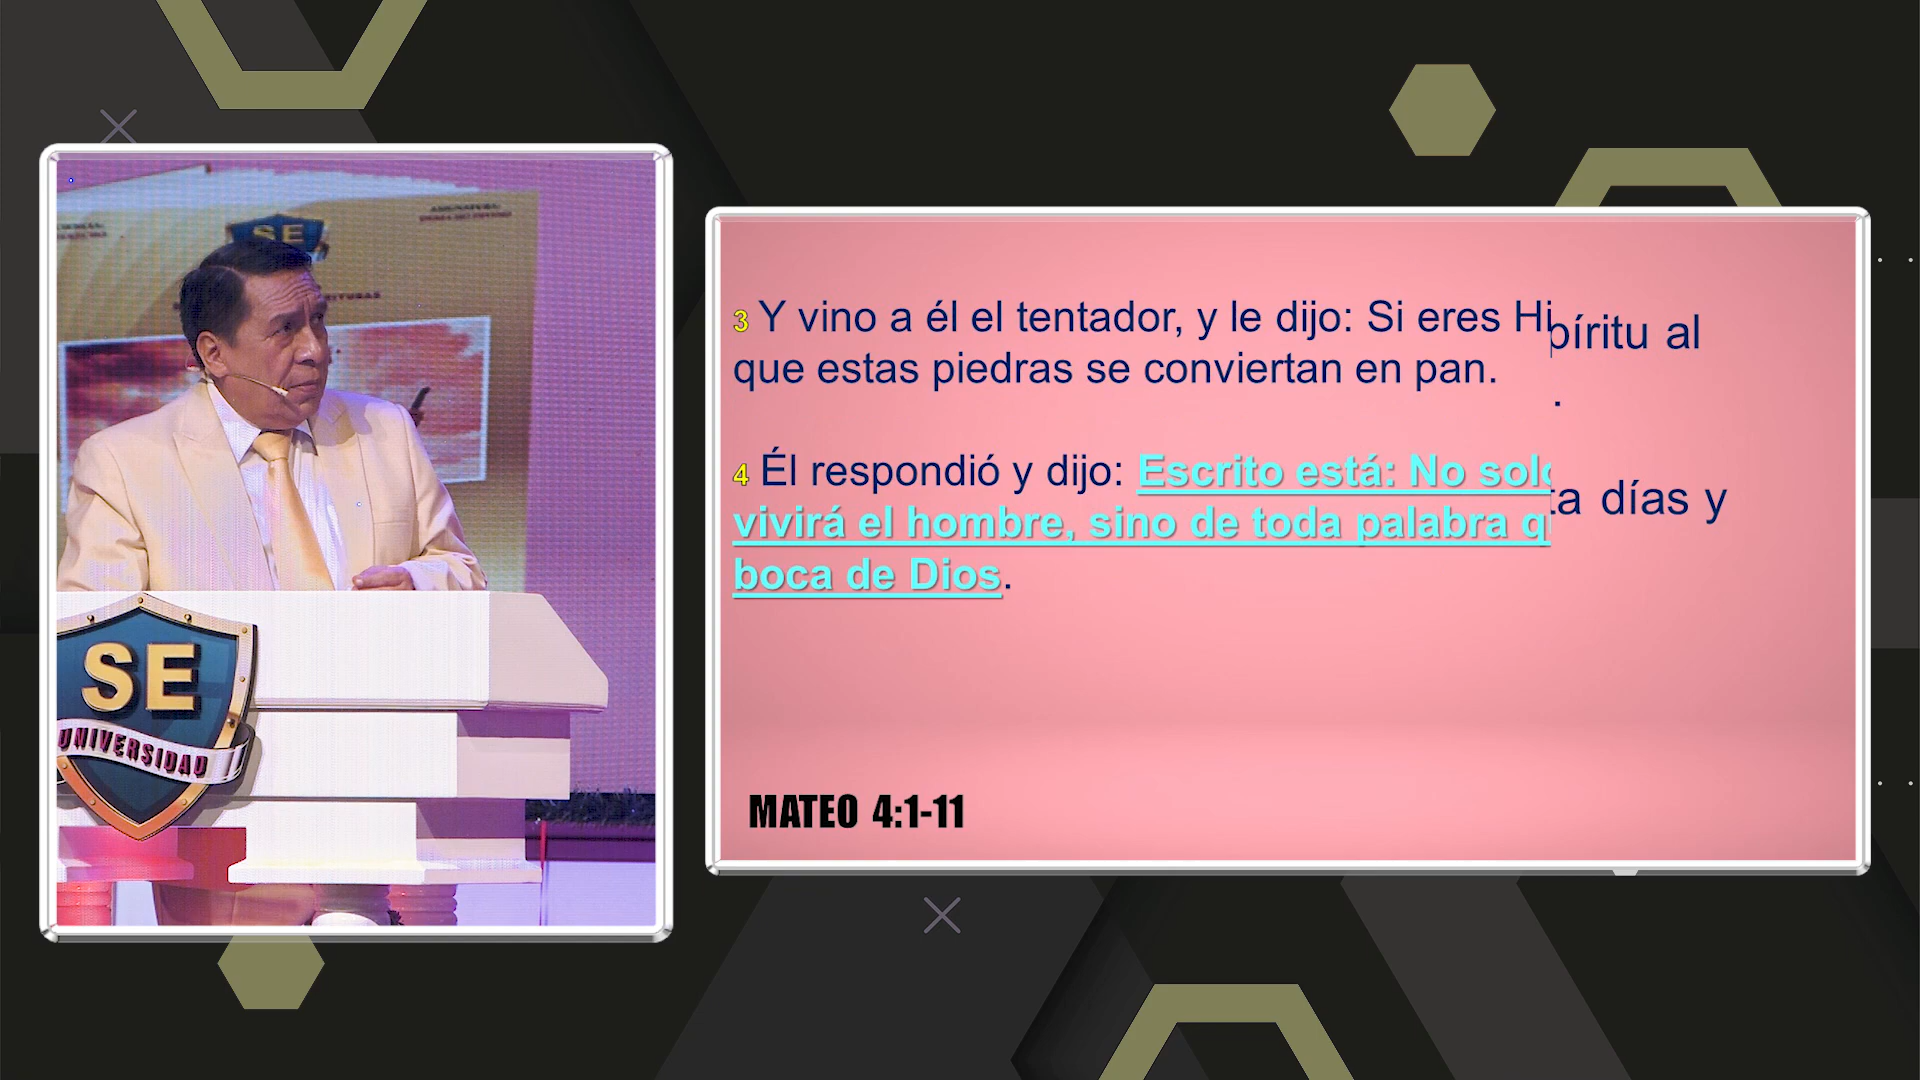 SE
SE
UNIVERSIDAD
3 Y vino a él el tentador, y le dijo: Si eres Hi
píritu al
que estas piedras se conviertan en pan.
.
4 Él respondió y dijo: Escrito está: No solo
ta días y
vivirá el hombre, sino de toda palabra q
boca de Dios.
MATEO 4:1-11